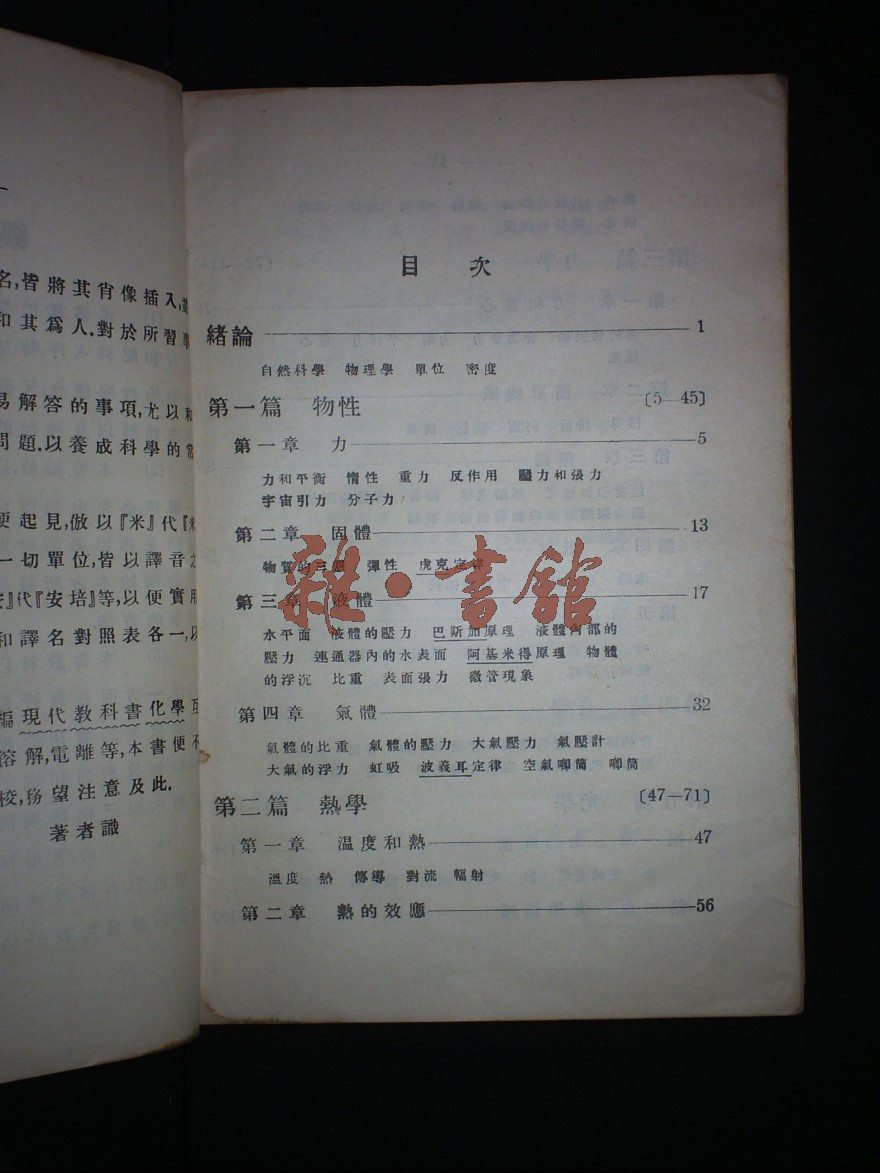 名,皆將其肖像插入,
和其爲人.對於所習
易解答的事項,尤以和
問題.以養成科學的常
便起見,倣以『米』代『
一切單位,皆以譯音之
代『安培』等,以便實用
和譯名對照表各一,以
編現代教科書化學互
溶解,電離等,本書便不
校,務望注意及此.
著者識
目 次
緒論 1
自然科學 物理學 單位 密度
第一篇 物性 〔5—45〕
第一章 力 5
力和平衡 惰性 重力 反作用 壓力和張力
宇宙引力 分子力
第二章 固體 13
物質的三態 彈性 虎克定律
第三章 液體 17
水平面 液體的壓力 巴斯加原理 液體內部的
壓力 連通器內的水表面 阿基米得原理 物體
的浮沉 比重 表面張力 微管現象
第四章 氣體 32
氣體的比重 氣體的壓力 大氣壓力 氣壓計
大氣的浮力 虹吸 波義耳定律 空氣唧筒 唧筒
第二篇 熱學 〔47—71〕
第一章 温度和熱 47
溫度 熱 傳導 對流 輻射
第二章 熱的效應 56
雜·書館